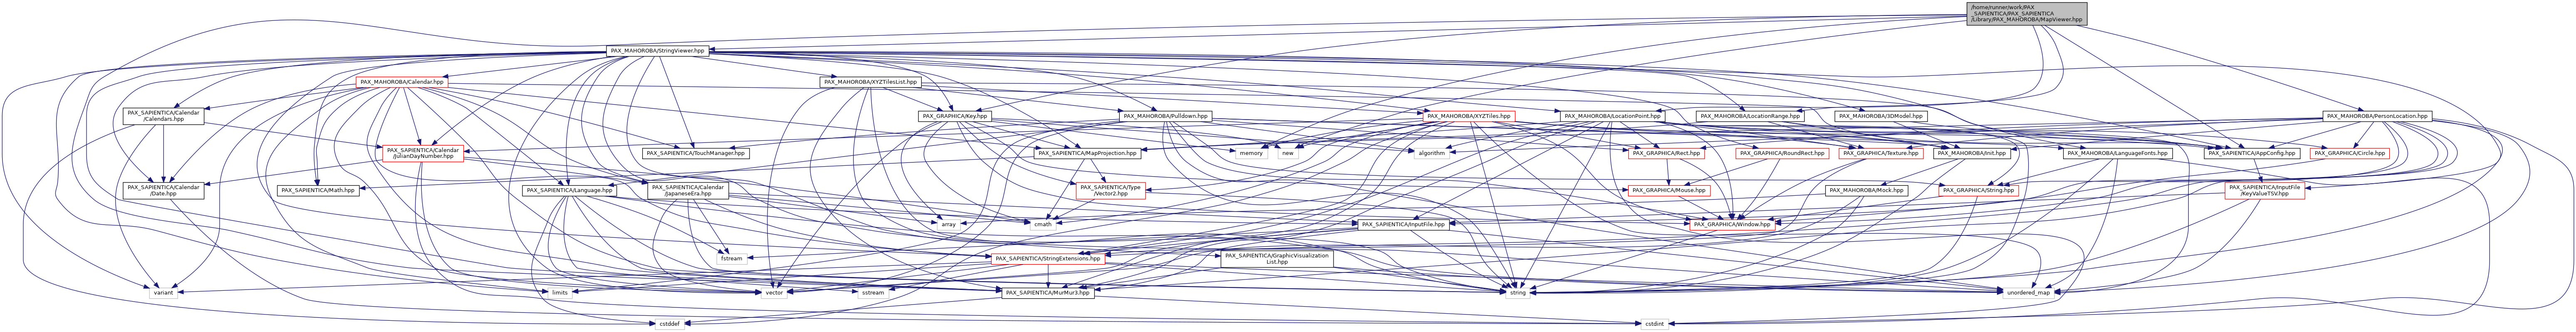 /home/runner/work/PAX
_SAPIENTICA/PAX_SAPIENTICA
/Library/PAX_MAHOROBA/MapViewer.hpp
PAX_MAHOROBA/StringViewer.hpp
PAX_MAHOROBA/Calendar.hpp
PAX_MAHOROBA/XYZTilesList.hpp
PAX_SAPIENTICA/Calendar
/Calendars.hpp
PAX_GRAPHICA/Key.hpp
PAX_MAHOROBA/Pulldown.hpp
PAX_MAHOROBA/XYZTiles.hpp
PAX_MAHOROBA/LocationPoint.hpp
PAX_MAHOROBA/LocationRange.hpp
PAX_MAHOROBA/3DModel.hpp
PAX_MAHOROBA/PersonLocation.hpp
PAX_SAPIENTICA/Calendar
/JulianDayNumber.hpp
PAX_SAPIENTICA/TouchManager.hpp
PAX_SAPIENTICA/MapProjection.hpp
memory
new
algorithm
PAX_GRAPHICA/Rect.hpp
PAX_GRAPHICA/RoundRect.hpp
PAX_GRAPHICA/Texture.hpp
PAX_MAHOROBA/Init.hpp
PAX_MAHOROBA/LanguageFonts.hpp
PAX_SAPIENTICA/AppConfig.hpp
PAX_GRAPHICA/Circle.hpp
PAX_SAPIENTICA/Calendar
/Date.hpp
PAX_SAPIENTICA/Math.hpp
PAX_SAPIENTICA/Language.hpp
PAX_SAPIENTICA/Calendar
/JapaneseEra.hpp
PAX_SAPIENTICA/Type
/Vector2.hpp
PAX_GRAPHICA/Mouse.hpp
PAX_MAHOROBA/Mock.hpp
PAX_GRAPHICA/String.hpp
PAX_SAPIENTICA/InputFile
/KeyValueTSV.hpp
array
cmath
PAX_SAPIENTICA/InputFile.hpp
PAX_GRAPHICA/Window.hpp
fstream
PAX_SAPIENTICA/StringExtensions.hpp
PAX_SAPIENTICA/GraphicVisualization
List.hpp
variant
limits
vector
sstream
PAX_SAPIENTICA/MurMur3.hpp
string
unordered_map
cstddef
cstdint